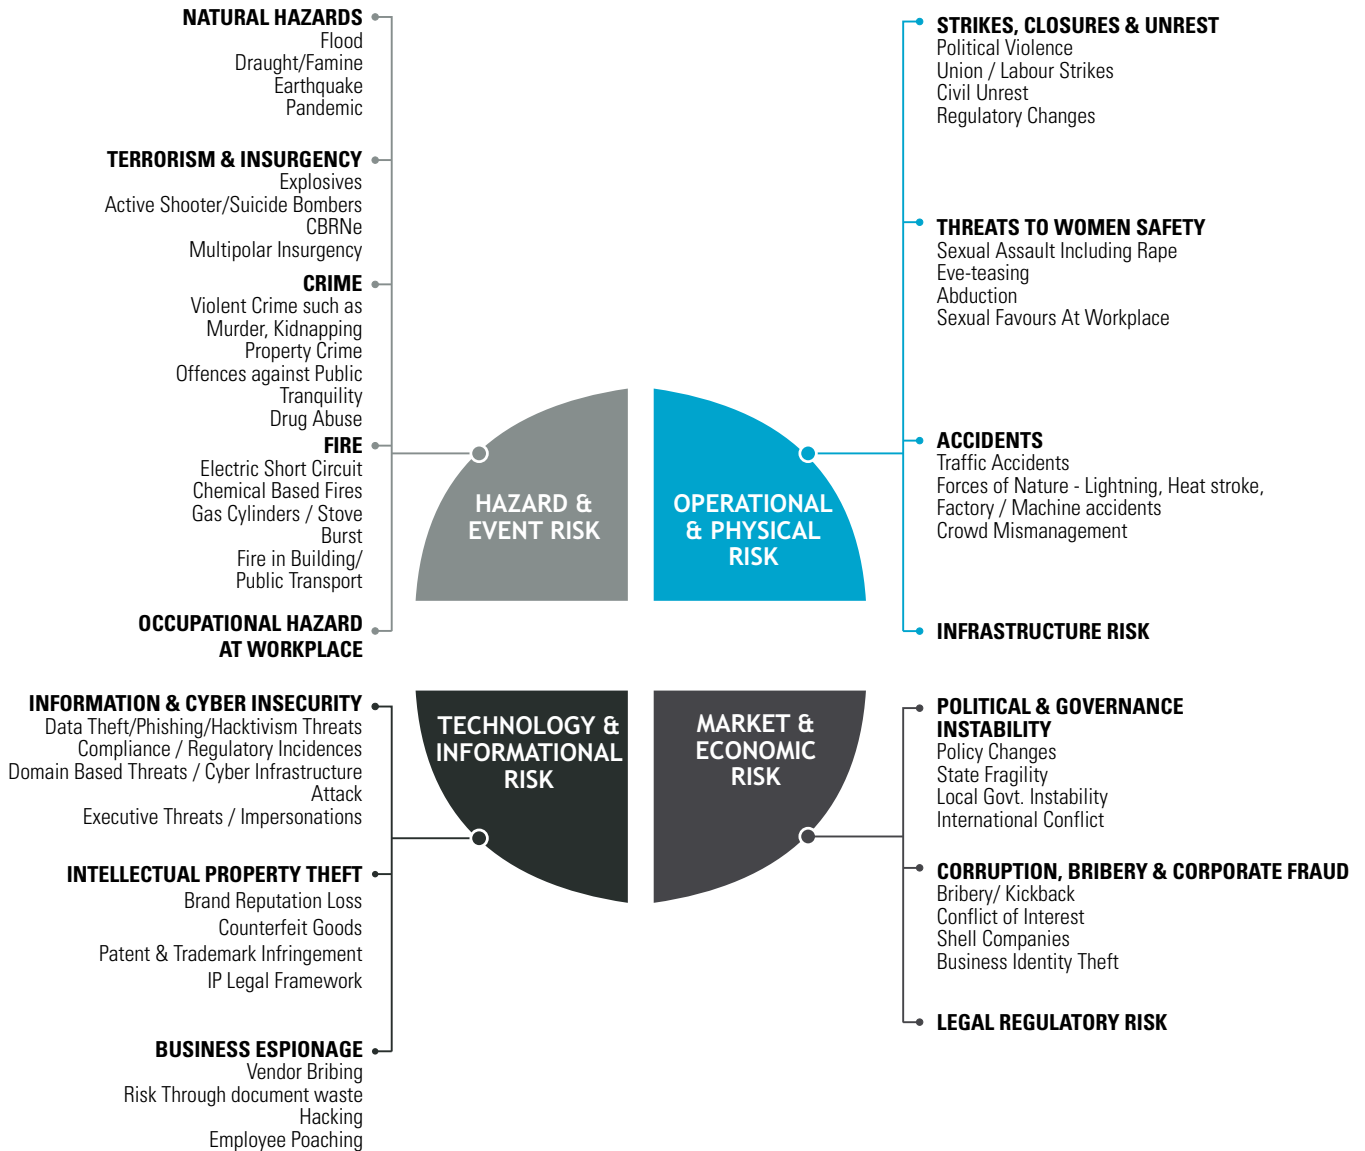 NATURAL HAZARDS
Flood
Draught/Famine
Earthquake
Pandemic
TERRORISM & INSURGENCY
Explosives
Active Shooter/Suicide Bombers
CBRNe
Multipolar Insurgency
CRIME
Violent Crime such as
Murder, Kidnapping
Property Crime
Offences against Public
Tranquility
Drug Abuse
FIRE
Electric Short Circuit
Chemical Based Fires
Gas Cylinders / Stove
Burst
Fire in Building/
Public Transport
OCCUPATIONAL HAZARD
AT WORKPLACE
HAZARD &
EVENT RISK
STRIKES, CLOSURES & UNREST
Political Violence
Union / Labour Strikes
Civil Unrest
Regulatory Changes
THREATS TO WOMEN SAFETY
Sexual Assault Including Rape
Eve-teasing
Abduction
Sexual Favours At Workplace
ACCIDENTS
Traffic Accidents
Forces of Nature - Lightning, Heat stroke,
Factory / Machine accidents
Crowd Mismanagement
INFRASTRUCTURE RISK
OPERATIONAL
& PHYSICAL
RISK
INFORMATION & CYBER INSECURITY
Data Theft/Phishing/Hacktivism Threats
Compliance / Regulatory Incidences
Domain Based Threats / Cyber Infrastructure
Attack
Executive Threats / Impersonations
INTELLECTUAL PROPERTY THEFT
Brand Reputation Loss
Counterfeit Goods
Patent & Trademark Infringement
IP Legal Framework
BUSINESS ESPIONAGE
Vendor Bribing
Risk Through document waste
Hacking
Employee Poaching
TECHNOLOGY &
INFORMATIONAL
RISK
MARKET &
ECONOMIC
RISK
POLITICAL & GOVERNANCE
INSTABILITY
Policy Changes
State Fragility
Local Govt. Instability
International Conflict
CORRUPTION, BRIBERY & CORPORATE FRAUD
Bribery/ Kickback
Conflict of Interest
Shell Companies
Business Identity Theft
LEGAL REGULATORY RISK